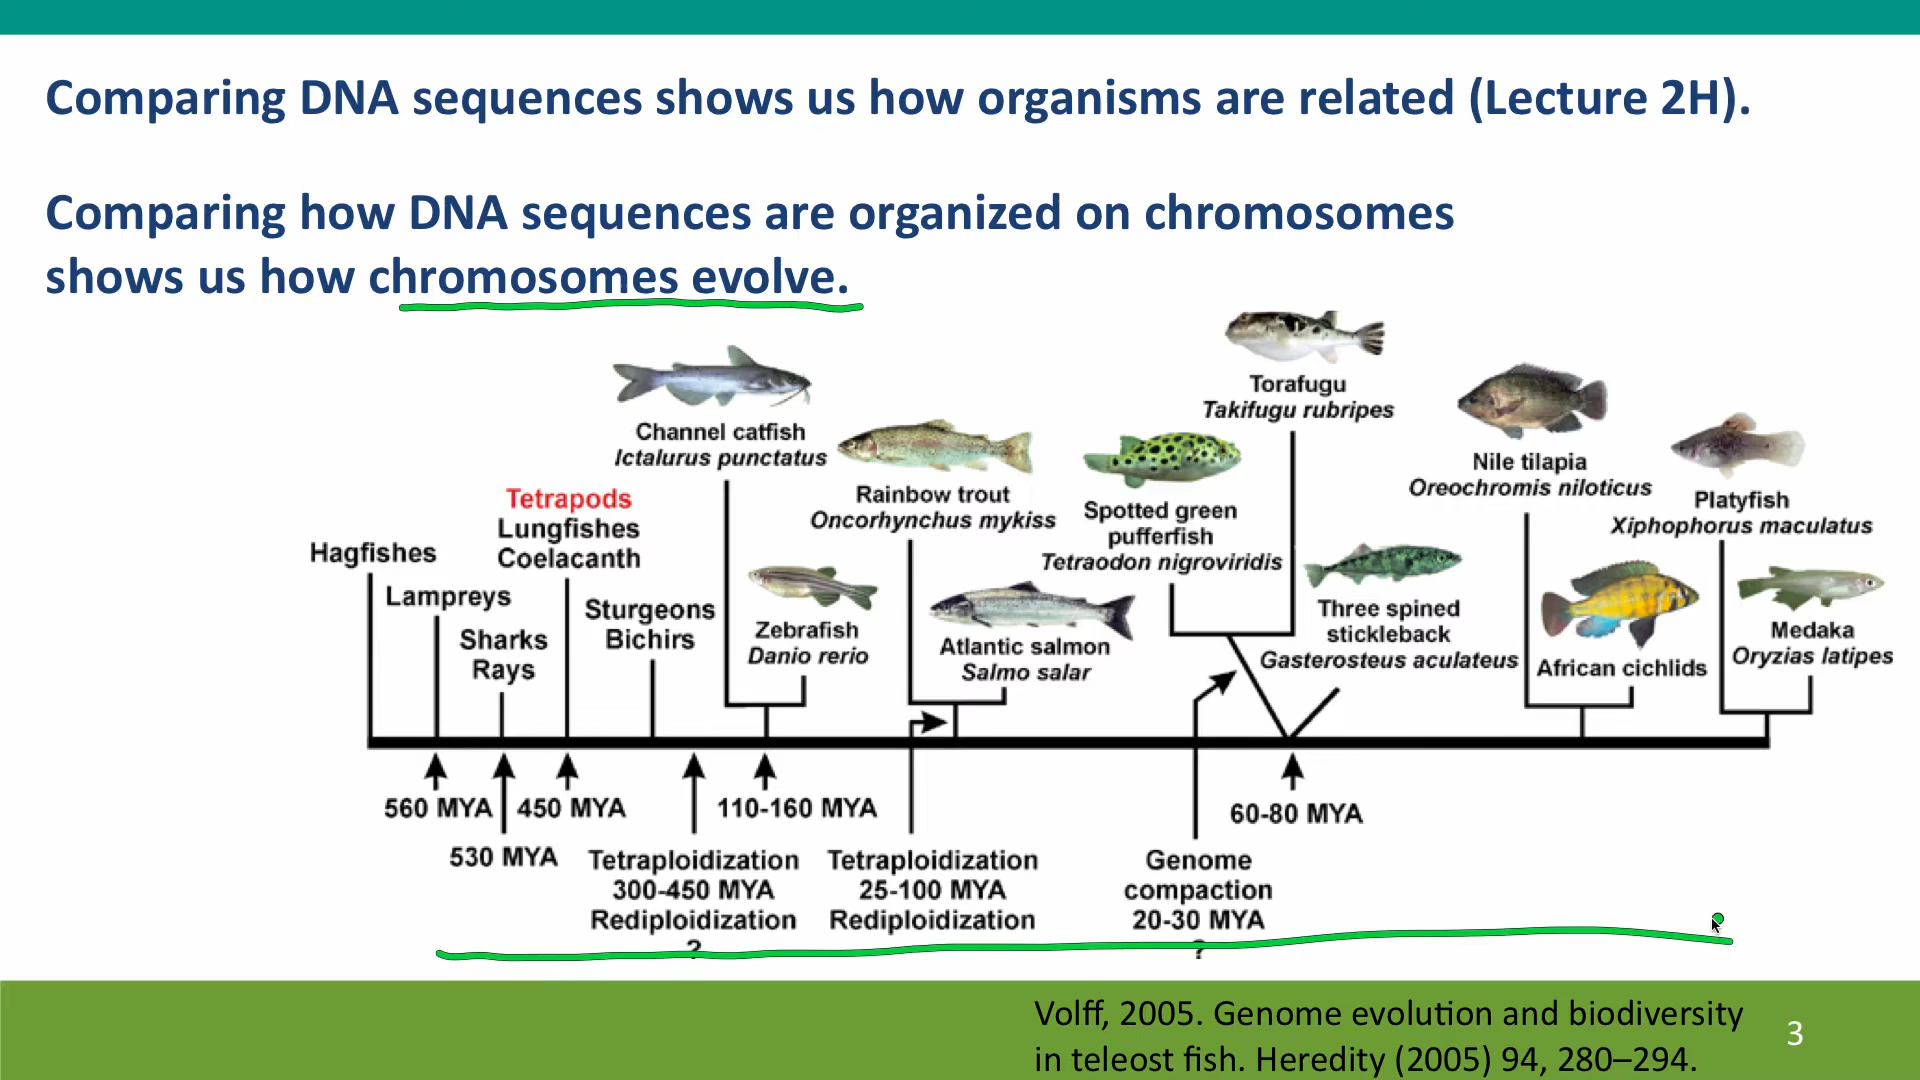 Comparing DNA sequences shows us how organisms are related (Lecture 2H).
Comparing how DNA sequences are organized on chromosomes
shows us how chromosomes evolve.
Torafugu
Takifugu rubripes
Channel catfish
Ictalurus punctatus
Nile tilapia
Oreochromis niloticus
Rainbow trout
Oncorhynchus mykiss
Spotted green
pufferfish
Tetraodon nigroviridis
Platyfish
Xiphophorus maculatus
Tetrapods
Lungfishes
Coelacanth
Hagfishes
Lampreys
Sharks
Rays
Sturgeons
Bichirs
Zebrafish
Danio rerio
Atlantic salmon
Salmo salar
Three spined
stickleback
Gasterosteus aculateus
African cichlids
Medaka
Oryzias latipes
560 MYA
450 MYA
110-160 MYA
60-80 MYA
530 MYA
Tetraploidization
300-450 MYA
Rediploidization
?
Tetraploidization
25-100 MYA
Rediploidization
Genome
compaction
20-30 MYA
?
Volff, 2005. Genome evolution and biodiversity
in teleost fish. Heredity (2005) 94, 280–294.
3